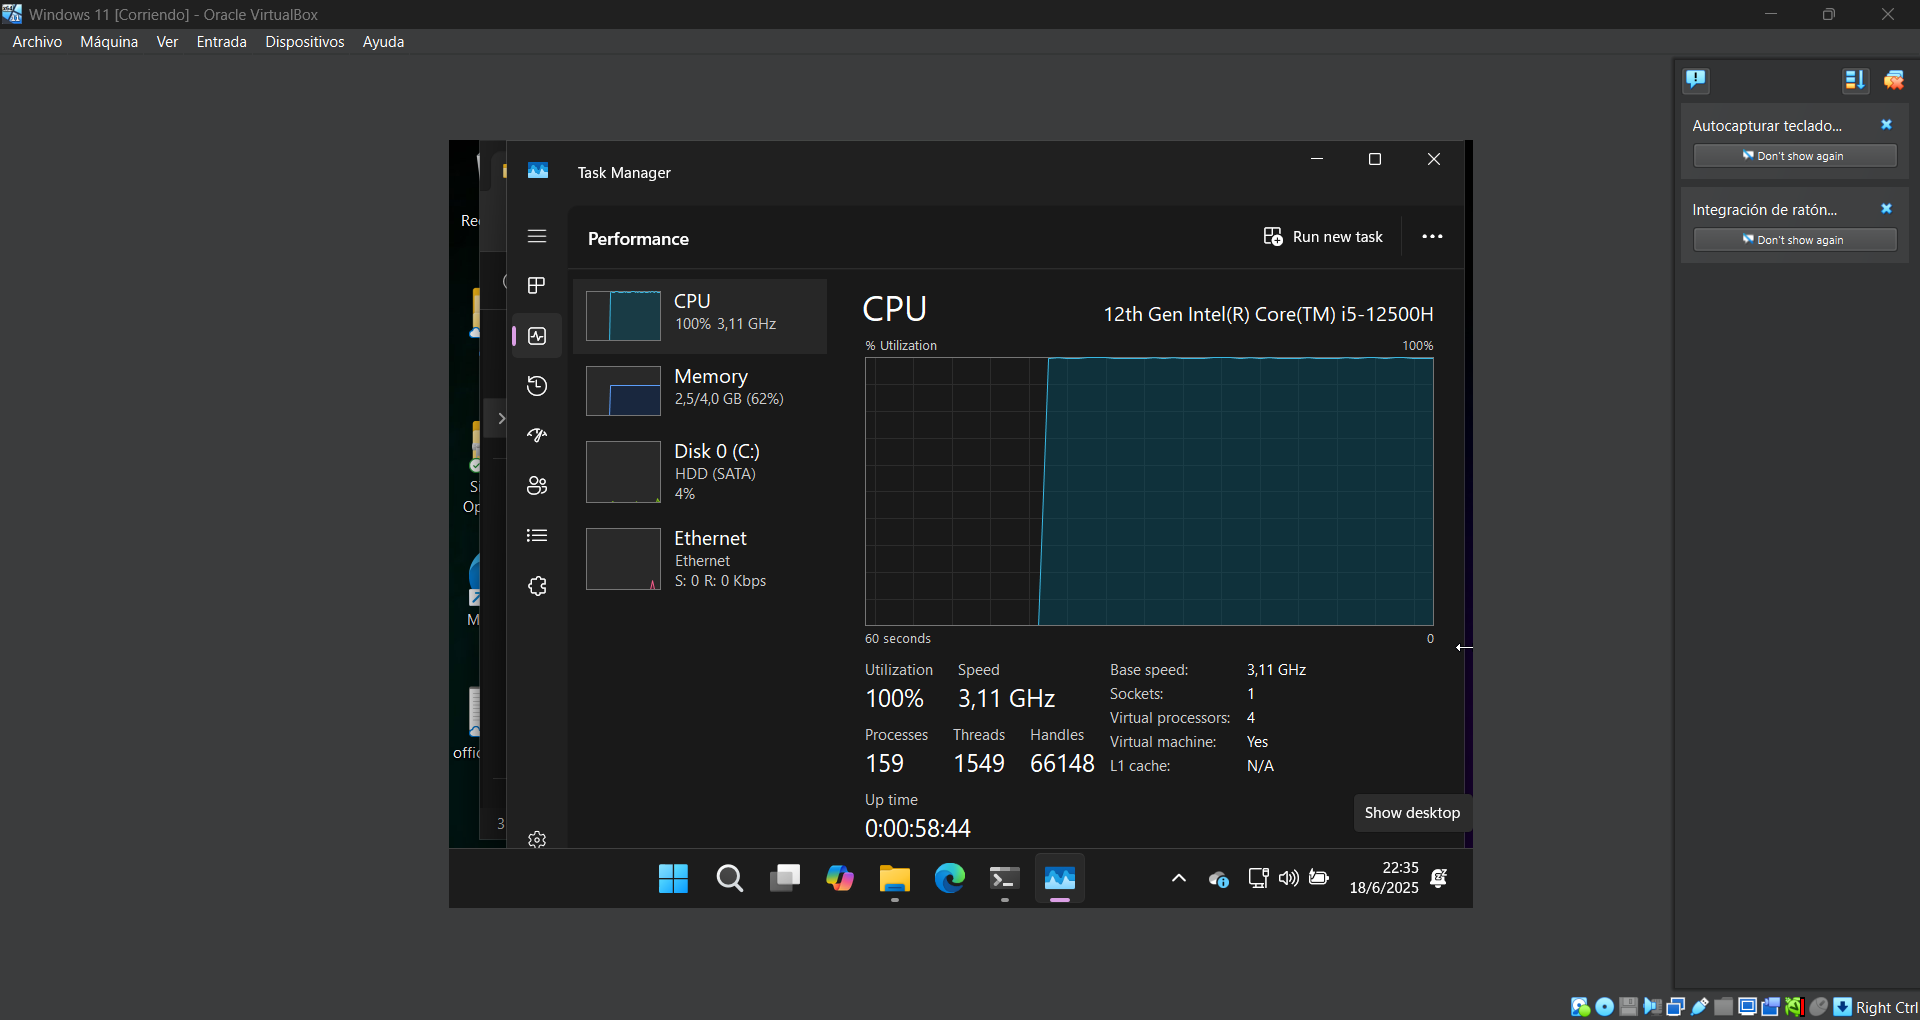 Windows 11 [Corriendo] - Oracle VirtualBox
Archivo Máquina Ver Entrada Dispositivos Ayuda
Autocapturar teclado...
Don't show again
Integración de ratón...
Don't show again
Task Manager
Performance
Run new task
CPU
100% 3,11 GHz
Memory
2,5/4,0 GB (62%)
Disk 0 (C:)
HDD (SATA)
4%
Ethernet
Ethernet
S: 0 R: 0 Kbps
CPU
12th Gen Intel(R) Core(TM) i5-12500H
% Utilization 100%
60 seconds 0
Utilization Speed
100% 3,11 GHz
Processes Threads Handles
159 1549 66148
Up time
0:00:58:44
Base speed: 3,11 GHz
Sockets: 1
Virtual processors: 4
Virtual machine: Yes
L1 cache: N/A
Show desktop
Re
S
Op
M
offic
3
22:35
18/6/2025
Right Ctrl